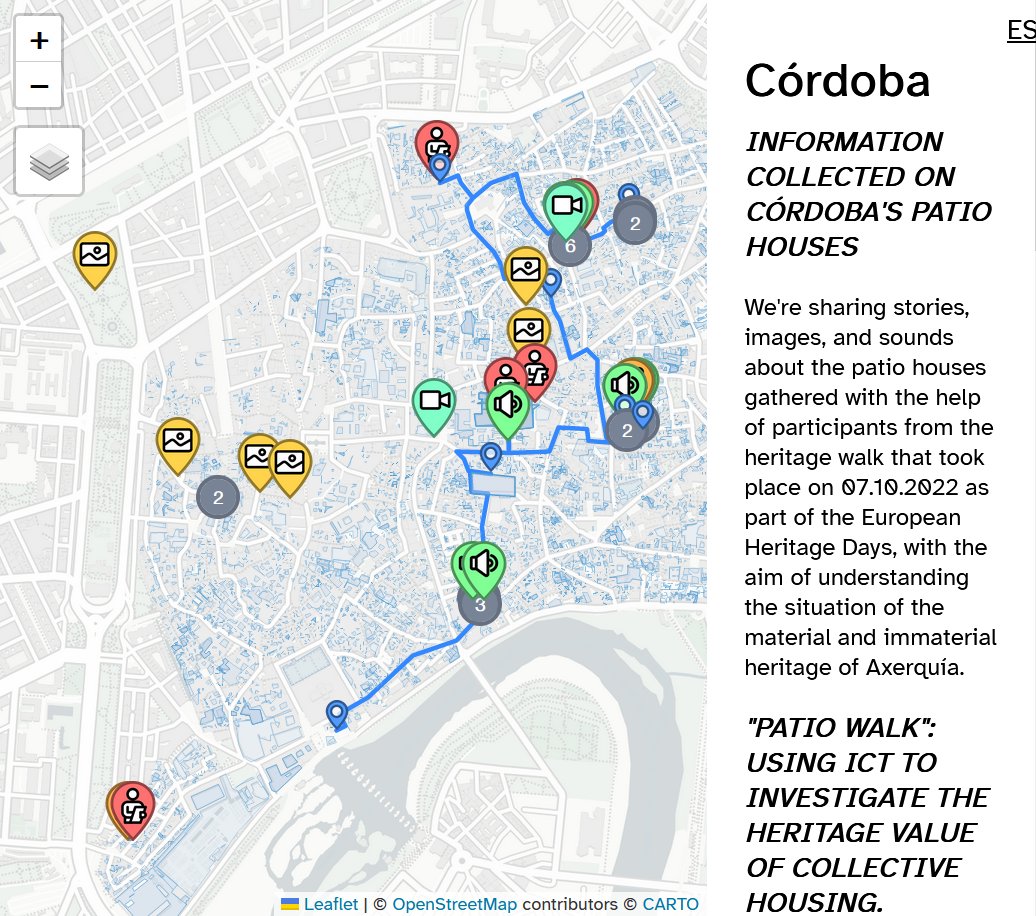 +
−
6
2
2
2
3
Leaflet | © OpenStreetMap contributors © CARTO
ES
Córdoba
INFORMATION
COLLECTED ON
CÓRDOBA'S PATIO
HOUSES
We're sharing stories,
images, and sounds
about the patio houses
gathered with the help
of participants from the
heritage walk that took
place on 07.10.2022 as
part of the European
Heritage Days, with the
aim of understanding
the situation of the
material and immaterial
heritage of Axerquía.
"PATIO WALK":
USING ICT TO
INVESTIGATE THE
HERITAGE VALUE
OF COLLECTIVE
HOUSING.